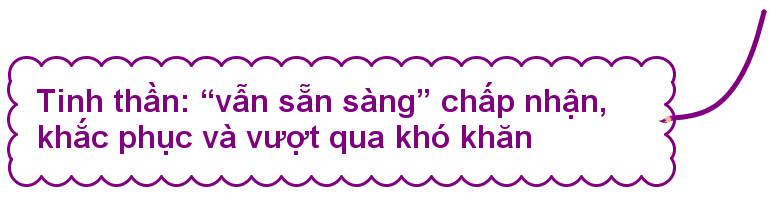 Tinh thần: “vẫn sẵn sàng” chấp nhận,
khắc phục và vượt qua khó khăn